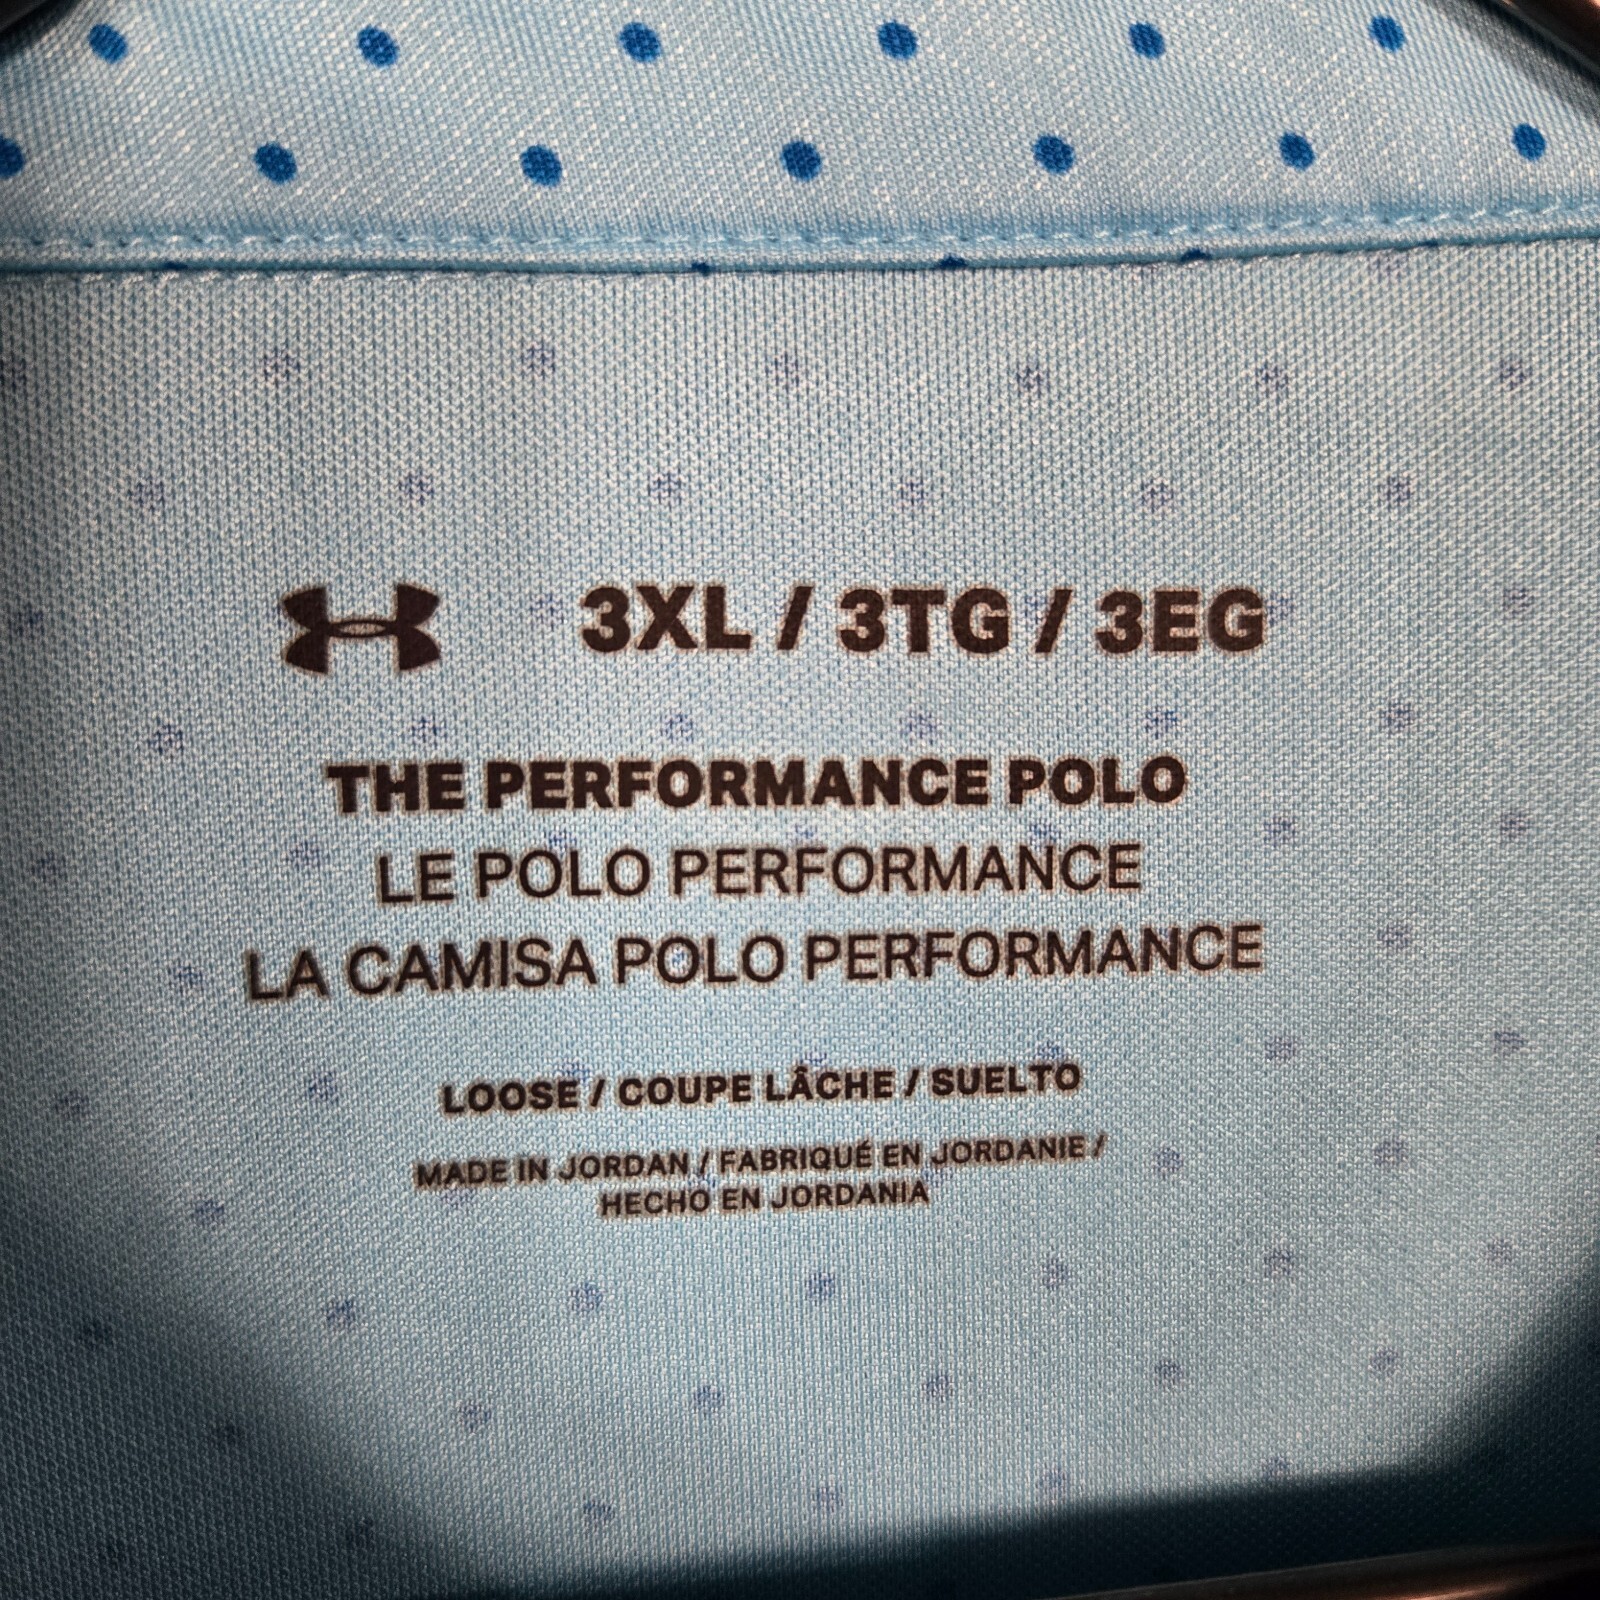 3XL / 3TG / 3EG
THE PERFORMANCE POLO
LE POLO PERFORMANCE
LA CAMISA POLO PERFORMANCE
LOOSE / COUPE LÂCHE / SUELTO
MADE IN JORDAN / FABRIQUÉ EN JORDANIE /
HECHO EN JORDANIA